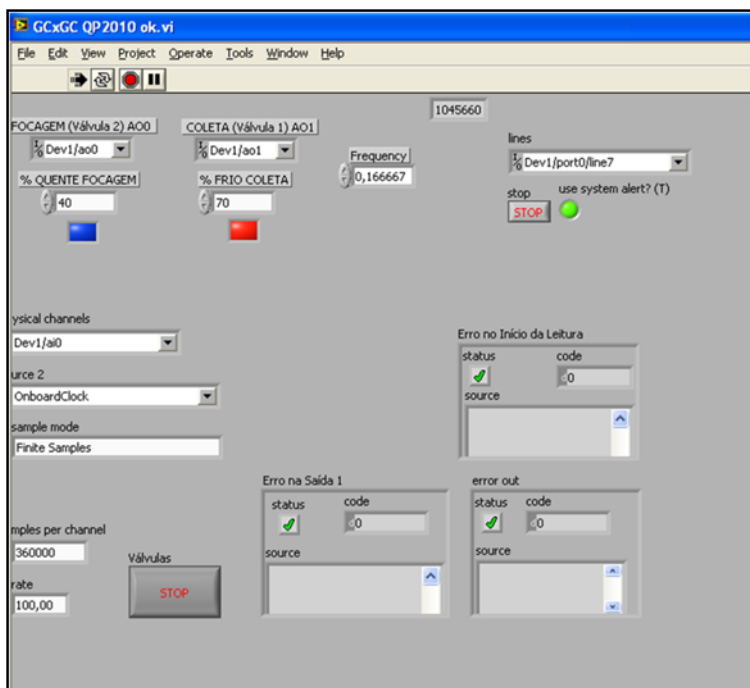 GCxGC QP2010 ok.vi
File Edit View Project Operate Tools Window Help
1045660
FOCAGEM (Válvula 2) AO0
COLETA (Válvula 1) AO1
Dev1/ao0
Dev1/ao1
Frequency
0,166667
lines
Dev1/port0/line7
% QUENTE FOCAGEM
% FRIO COLETA
40
70
stop
STOP
use system alert? (T)
ysical channels
Dev1/ai0
urce 2
OnboardClock
sample mode
Finite Samples
Erro no Início da Leitura
status
code
0
source
Erro na Saída 1
status
code
0
source
error out
status
code
0
source
mples per channel
360000
rate
100,00
Válvulas
STOP